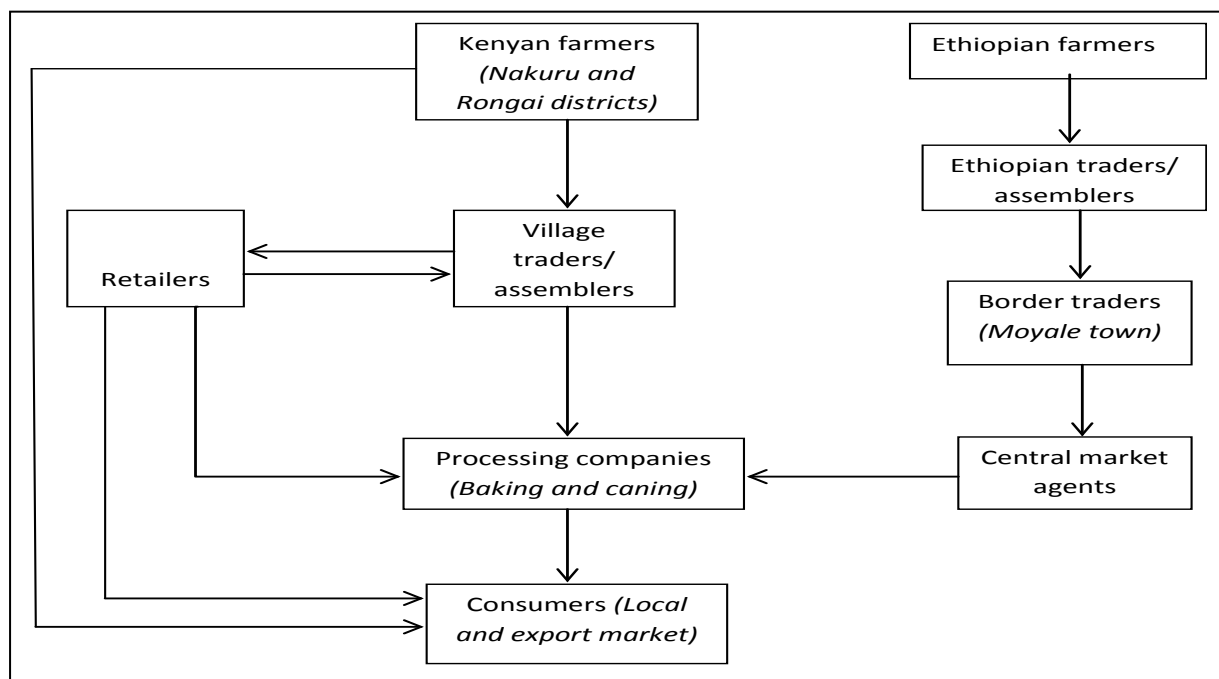 Kenyan farmers
(Nakuru and
Rongai districts)
Ethiopian farmers
Ethiopian traders/
assemblers
Retailers
Village
traders/
assemblers
Border traders
(Moyale town)
Processing companies
(Baking and caning)
Central market
agents
Consumers (Local
and export market)